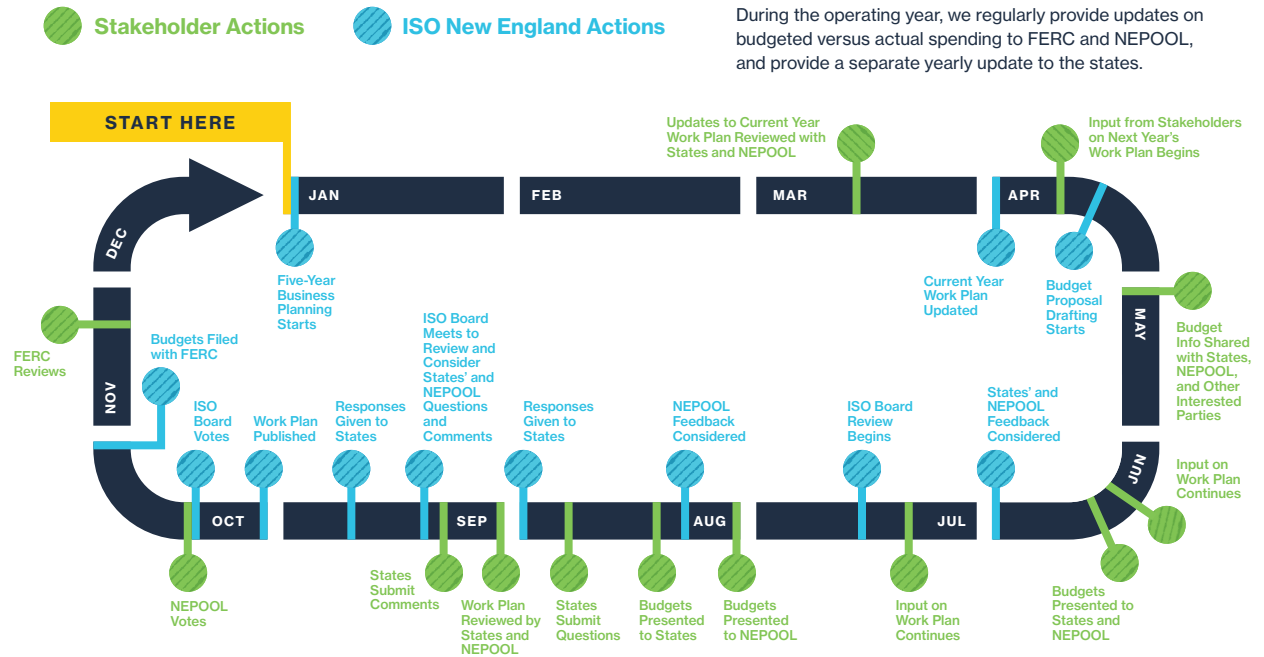 Stakeholder Actions
ISO New England Actions
During the operating year, we regularly provide updates on
budgeted versus actual spending to FERC and NEPOOL,
and provide a separate yearly update to the states.
START HERE
Updates to Current Year
Work Plan Reviewed with
States and NEPOOL
Input from Stakeholders
on Next Year's
Work Plan Begins
JAN
FEB
MAR
APR
DEC
Five-Year
Business
Planning
Starts
Current Year
Work Plan
Updated
Budget
Proposal
Drafting
Starts
MAY
Budget
Info Shared
with States,
NEPOOL,
and Other
Interested
Parties
FERC
Reviews
NOV
Budgets Filed
with FERC
ISO
Board
Votes
Work Plan
Published
Responses
Given to
States
ISO Board
Meets to
Review and
Consider
States' and
NEPOOL
Questions
and
Comments
Responses
Given to
States
NEPOOL
Feedback
Considered
ISO Board
Review
Begins
States' and
NEPOOL
Feedback
Considered
JUN
Input on
Work Plan
Continues
OCT
SEP
AUG
JUL
NEPOOL
Votes
States
Submit
Comments
Work Plan
Reviewed by
States and
NEPOOL
States
Submit
Questions
Budgets
Presented
to States
Budgets
Presented
to NEPOOL
Input on
Work Plan
Continues
Budgets
Presented to
States and
NEPOOL